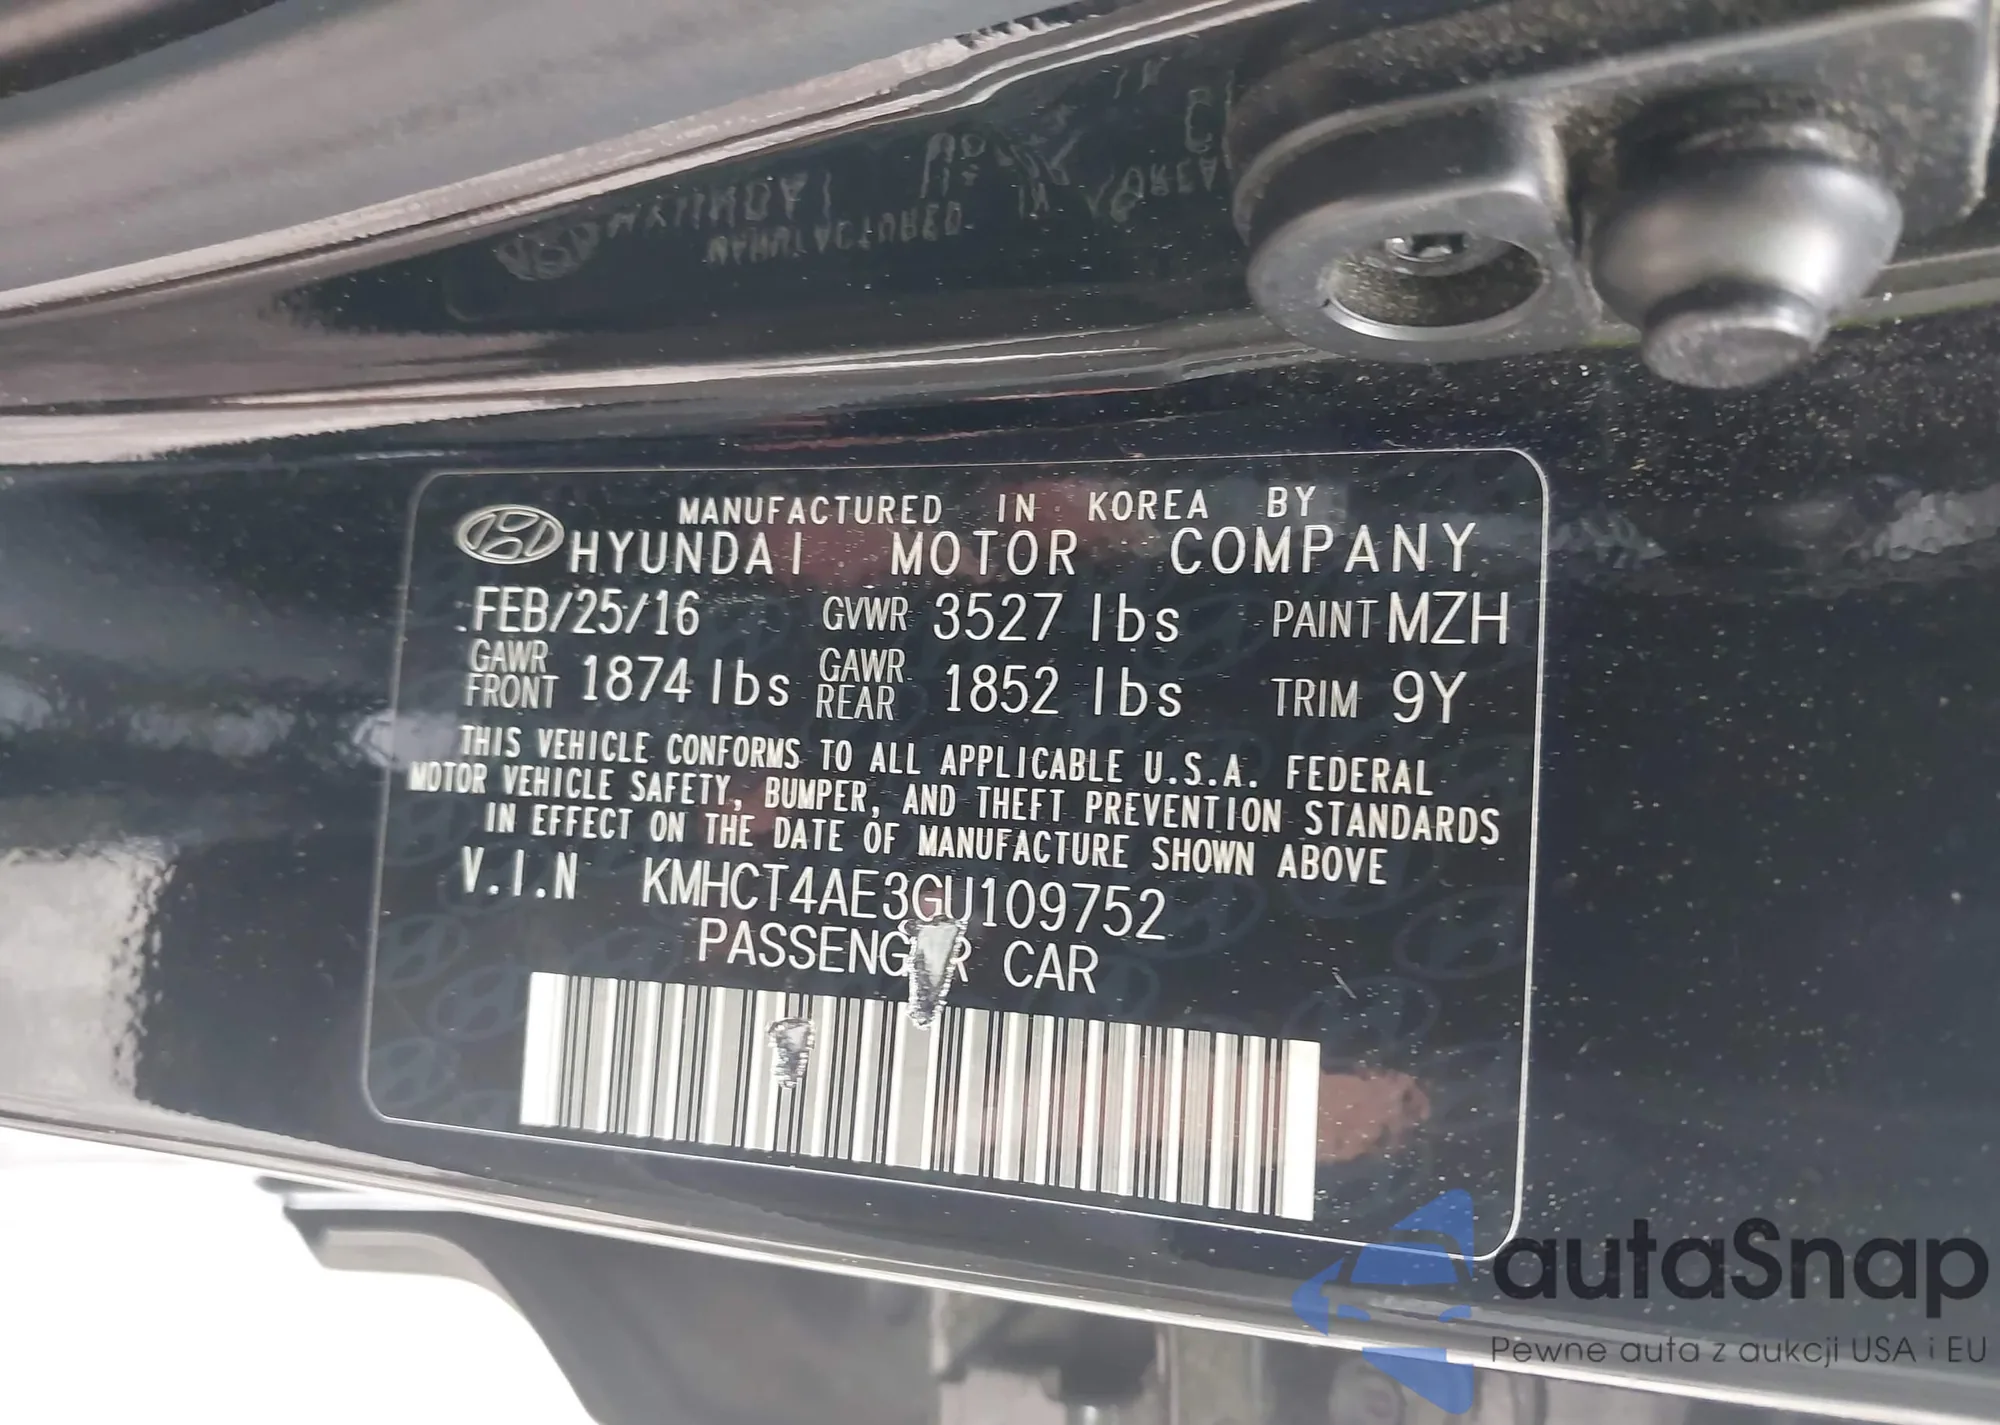 MANUFACTURED IN KOREA BY
HYUNDAI MOTOR COMPANY
FEB/25/16 GVWR 3527 lbs PAINT MZH
GAWR FRONT 1874 lbs GAWR REAR 1852 lbs TRIM 9Y
THIS VEHICLE CONFORMS TO ALL APPLICABLE U.S.A. FEDERAL
MOTOR VEHICLE SAFETY, BUMPER, AND THEFT PREVENTION STANDARDS
IN EFFECT ON THE DATE OF MANUFACTURE SHOWN ABOVE
V.I.N KMHCT4AE3GU109752
PASSENGER CAR
autaSnap
Pewne auta z aukcji USA i EU